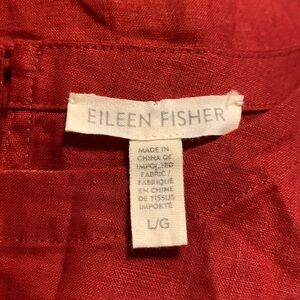 EILEEN FISHER
MADE IN
CHINA OF
IMPORTED
FABRIC/
FABRIQUÉ
EN CHINE
DE TISSUS
IMPORTÉ
L/G